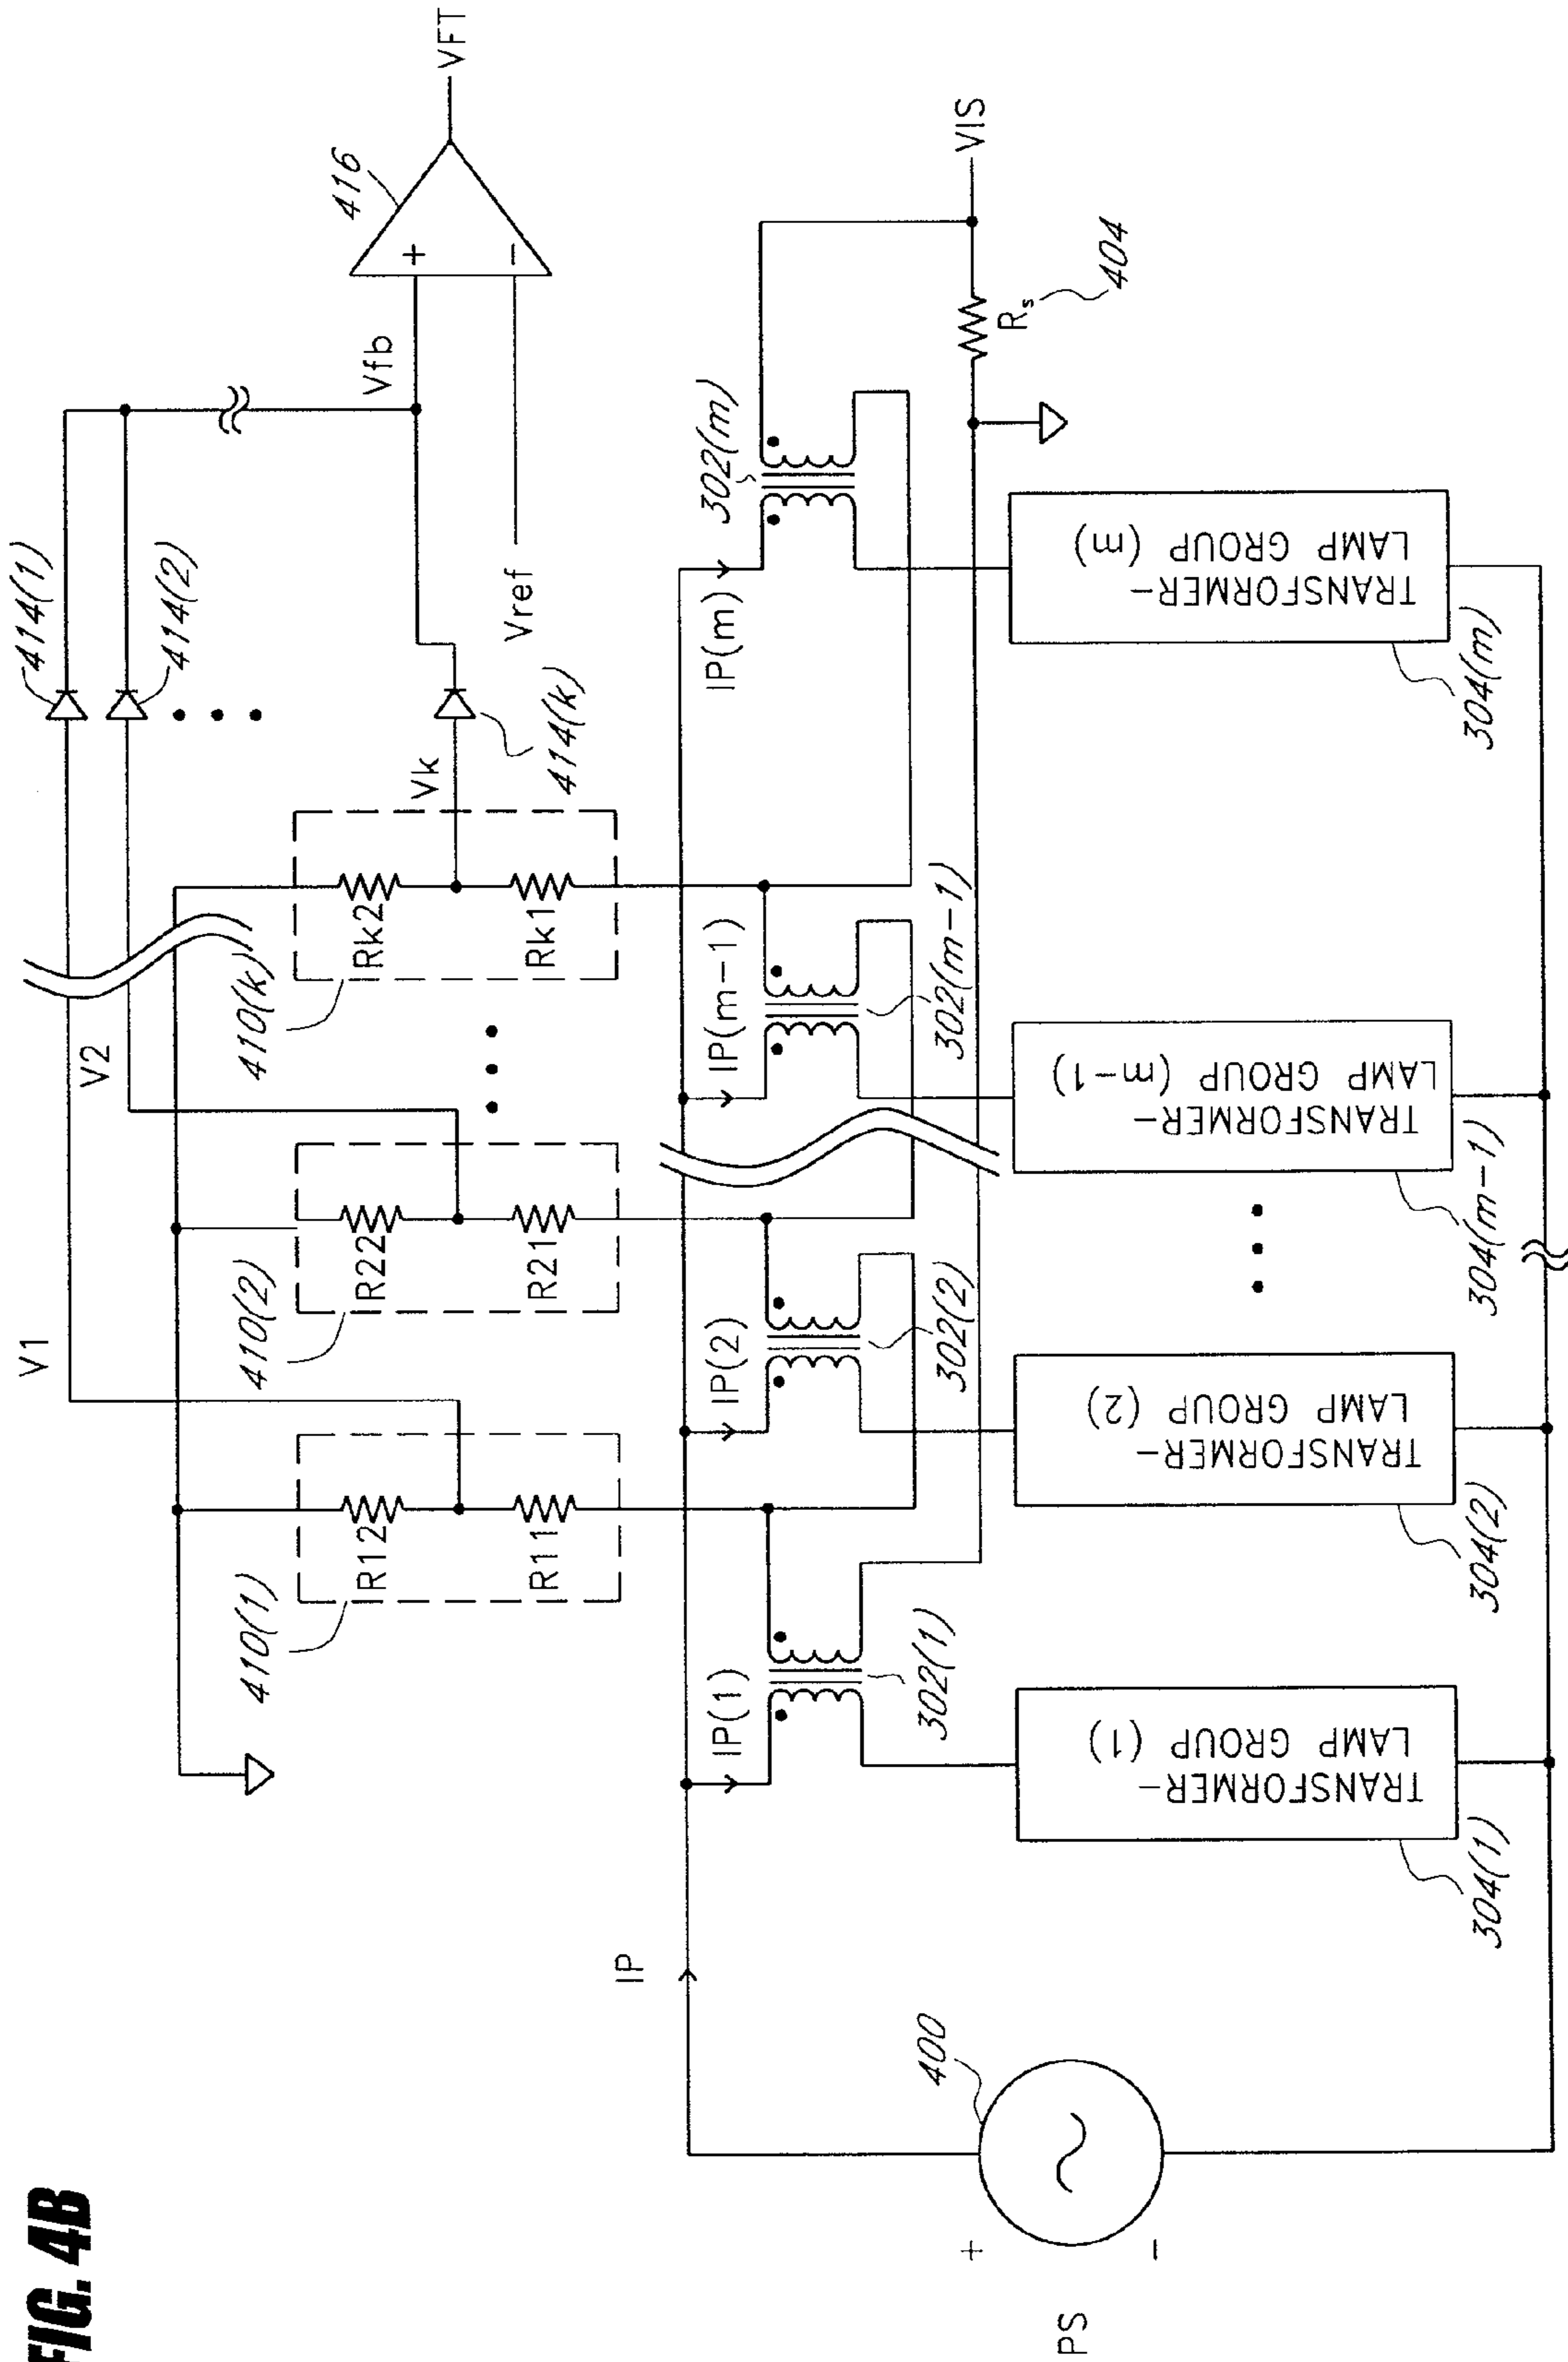 FIG. 4B
V1
V2
414(1)
414(2)
410(1)
R12
R11
410(2)
R22
R21
410(k)
Rk2
Rk1
Vk
414(k)
Vfb
Vref
416
+
-
VFT
IP
IP(1)
302(1)
IP(2)
302(2)
IP(m-1)
302(m-1)
IP(m)
302(m)
VIS
Rs
404
PS
+
-
400
TRANSFORMER-
LAMP GROUP (1)
304(1)
TRANSFORMER-
LAMP GROUP (2)
304(2)
TRANSFORMER-
LAMP GROUP (m-1)
304(m-1)
TRANSFORMER-
LAMP GROUP (m)
304(m)